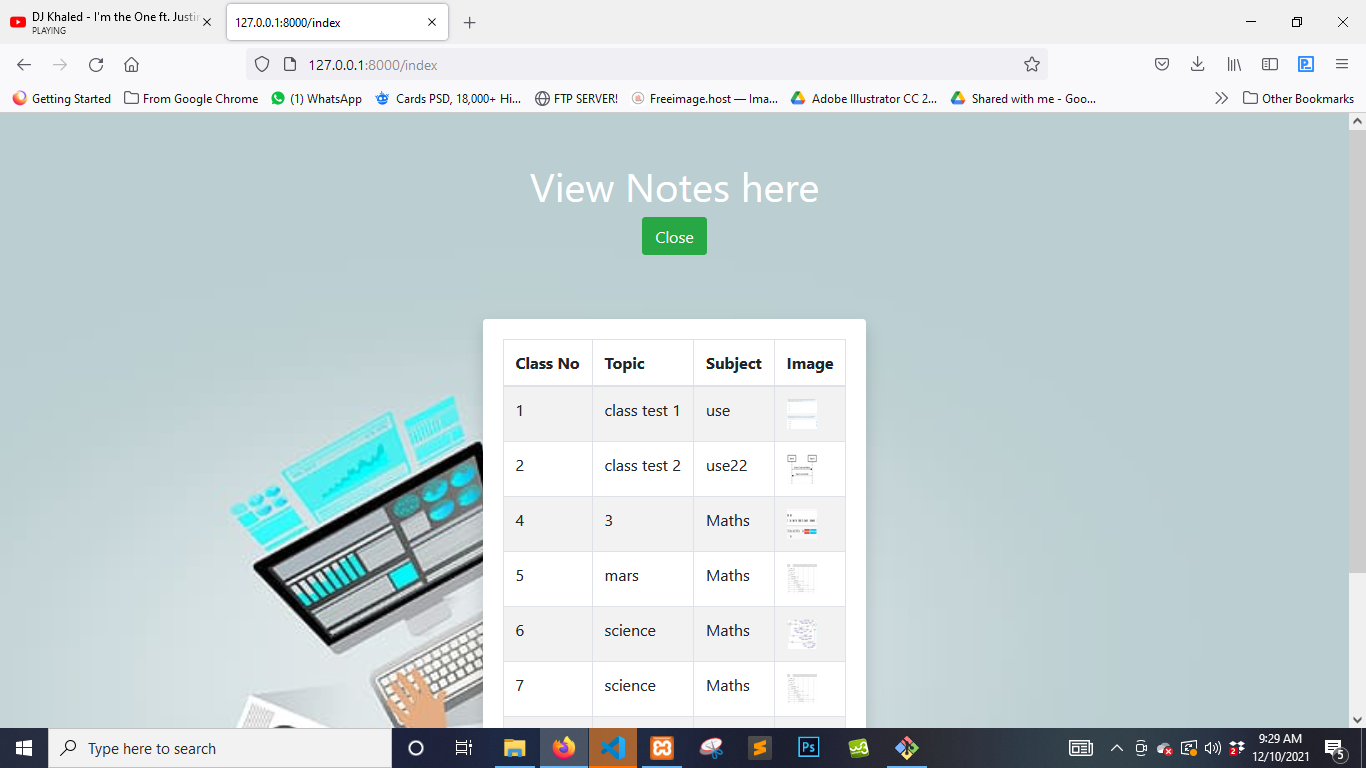 DJ Khaled - I'm the One ft. Justin
PLAYING
127.0.0.1:8000/index
127.0.0.1:8000/index
Getting Started From Google Chrome (1) WhatsApp Cards PSD, 18,000+ Hi... FTP SERVER! Freeimage.host — Ima... Adobe Illustrator CC 2... Shared with me - Goo... Other Bookmarks
View Notes here
Close
Class No Topic Subject Image
1 class test 1 use
2 class test 2 use22
4 3 Maths
5 mars Maths
6 science Maths
7 science Maths
Type here to search
Ps
9:29 AM
12/10/2021
2
5